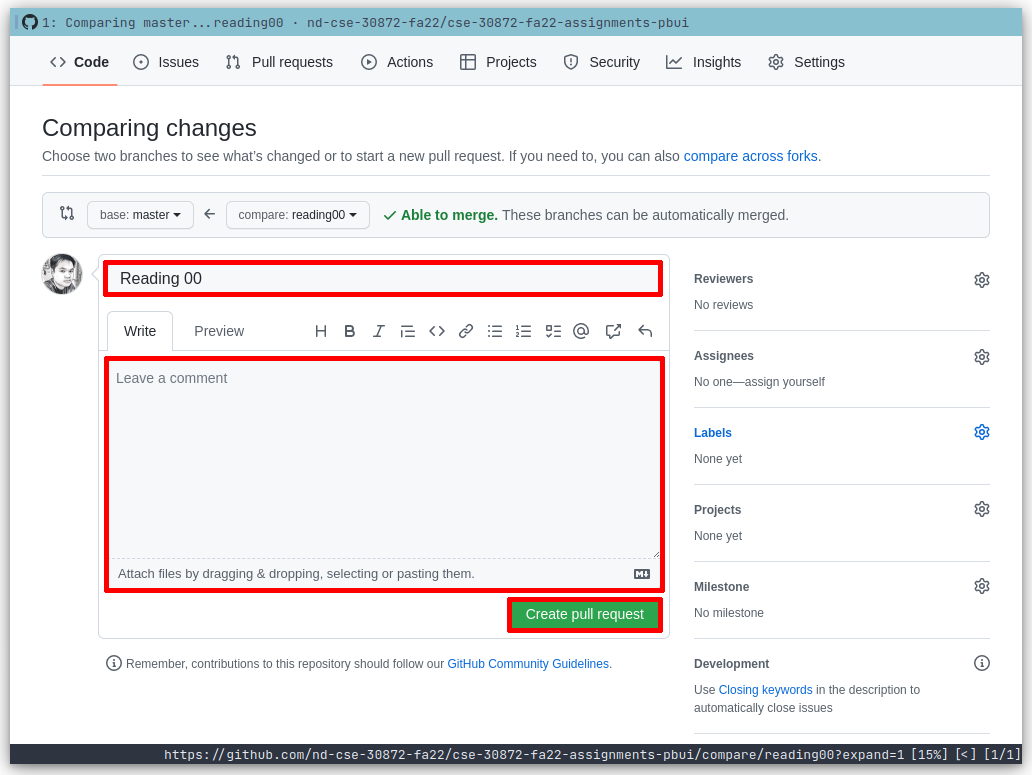 1: Comparing master...reading00 · nd-cse-30872-fa22/cse-30872-fa22-assignments-pbui
Code Issues Pull requests Actions Projects Security Insights Settings
Comparing changes
Choose two branches to see what’s changed or to start a new pull request. If you need to, you can also compare across forks.
base: master compare: reading00 Able to merge. These branches can be automatically merged.
Reading 00
Write Preview
Leave a comment
Attach files by dragging & dropping, selecting or pasting them.
Create pull request
Remember, contributions to this repository should follow our GitHub Community Guidelines.
Reviewers
No reviews
Assignees
No one—assign yourself
Labels
None yet
Projects
None yet
Milestone
No milestone
Development
Use Closing keywords in the description to
automatically close issues
https://github.com/nd-cse-30872-fa22/cse-30872-fa22-assignments-pbui/compare/reading00?expand=1 [15%] [<] [1/1]